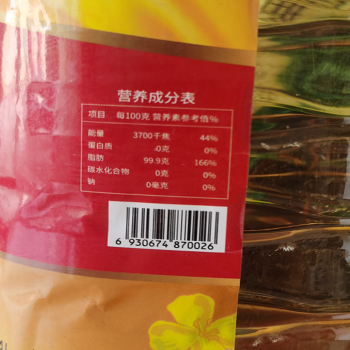 营养成分表
项目 每100克 营养素参考值%
能量 3700千焦 44%
蛋白质 0克 0%
脂肪 99.9克 166%
碳水化合物 0克 0%
钠 0毫克 0%
6 930674 870026